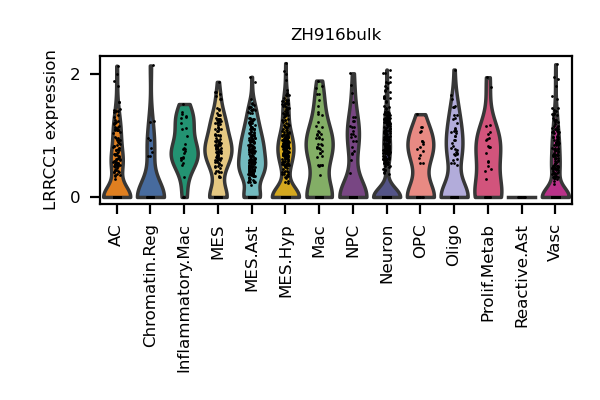 ZH916bulk
LRRCC1 expression
2
0
AC
Chromatin.Reg
Inflammatory.Mac
MES
MES.Ast
MES.Hyp
Mac
NPC
Neuron
OPC
Oligo
Prolif.Metab
Reactive.Ast
Vasc